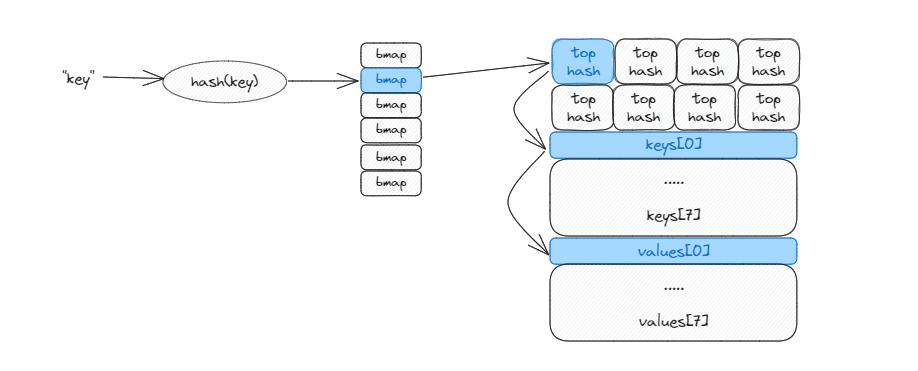 "key"
hash(key)
bmap
bmap
bmap
bmap
bmap
bmap
top hash
top hash
top hash
top hash
top hash
top hash
top hash
top hash
keys[0]
.....
keys[7]
values[0]
.....
values[7]